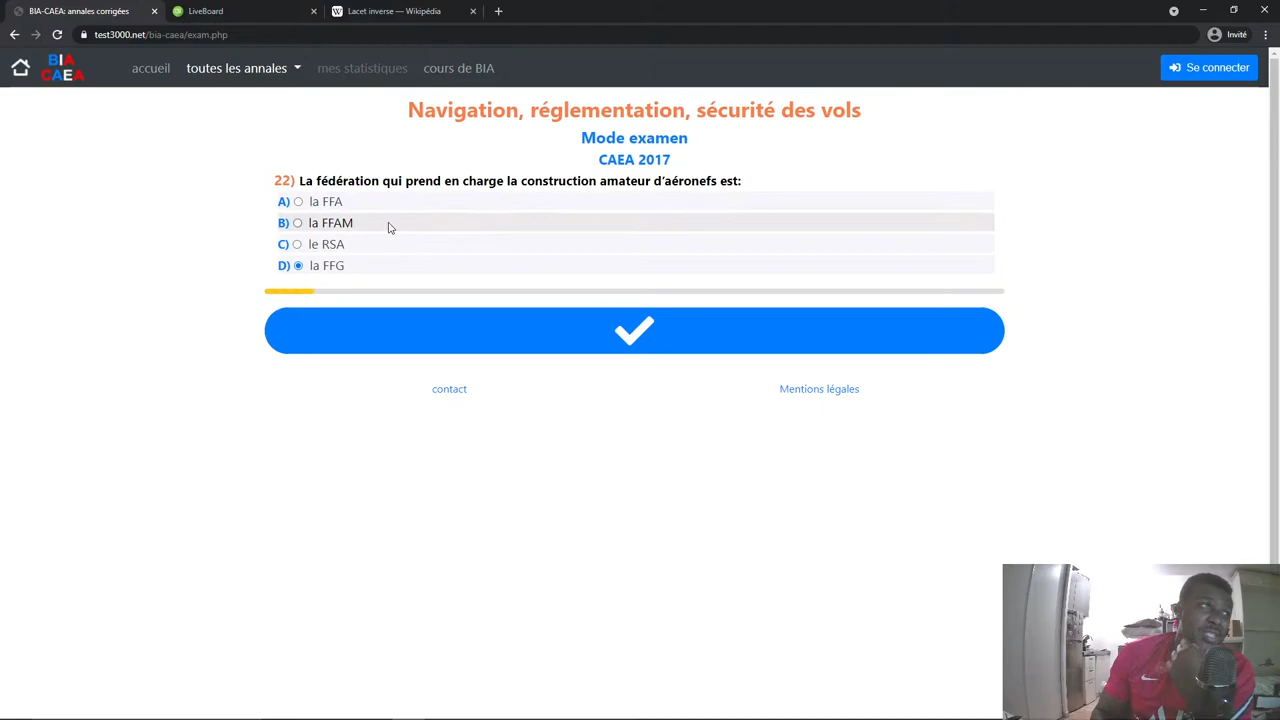 BIA-CAEA: annales corrigées
LiveBoard
Lacet inverse — Wikipédia
test3000.net/bia-caea/exam.php
Invité
BIA
CAEA
accueil
toutes les annales
mes statistiques
cours de BIA
Se connecter
Navigation, réglementation, sécurité des vols
Mode examen
CAEA 2017
22) La fédération qui prend en charge la construction amateur d'aéronefs est:
A) la FFA
B) la FFAM
C) le RSA
D) la FFG
contact
Mentions légales